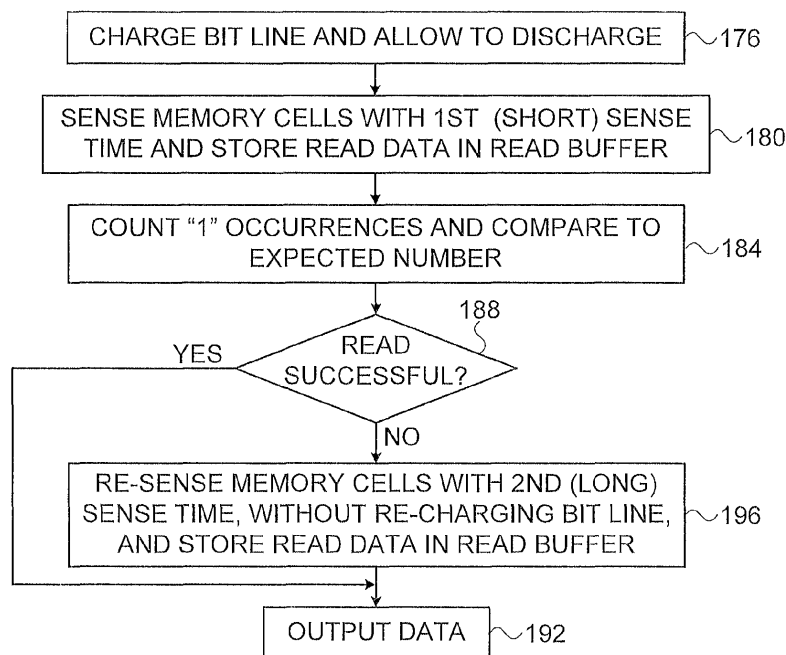 CHARGE BIT LINE AND ALLOW TO DISCHARGE
176
SENSE MEMORY CELLS WITH 1ST (SHORT) SENSE
TIME AND STORE READ DATA IN READ BUFFER
180
COUNT “1” OCCURRENCES AND COMPARE TO
EXPECTED NUMBER
184
188
READ
SUCCESSFUL?
YES
NO
RE-SENSE MEMORY CELLS WITH 2ND (LONG)
SENSE TIME, WITHOUT RE-CHARGING BIT LINE,
AND STORE READ DATA IN READ BUFFER
196
OUTPUT DATA
192